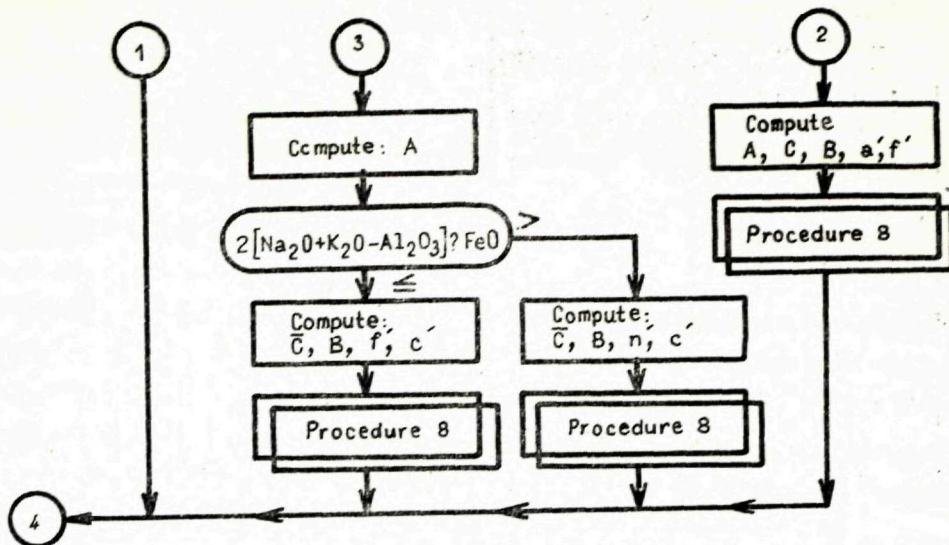 1
3
2
Ccmpute: A
Compute
A, C, B, a′, f′
2[Na₂O+K₂O-Al₂O₃]? FeO
>
≦
Procedure 8
Compute:
C̅, B, f′, c′
Compute:
C̅, B, n′, c′
Procedure 8
Procedure 8
4